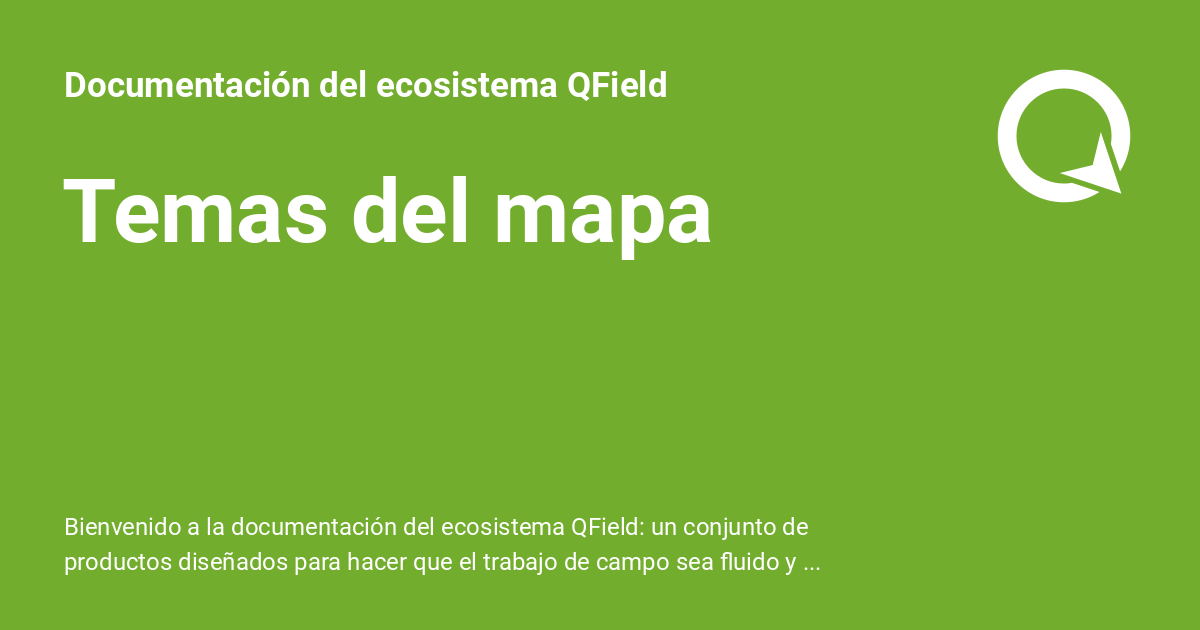 Documentación del ecosistema QField
Temas del mapa
Bienvenido a la documentación del ecosistema QField: un conjunto de
productos diseñados para hacer que el trabajo de campo sea fluido y ...